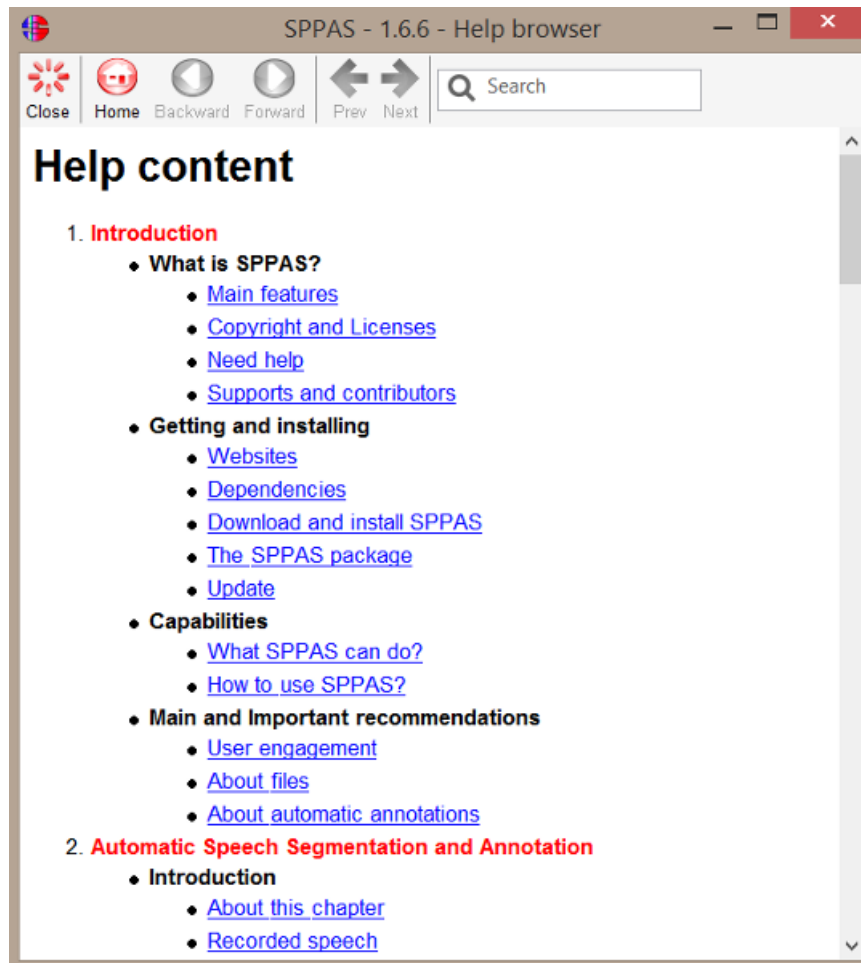 SPPAS - 1.6.6 - Help browser
Close Home Backward Forward Prev Next Search
Help content
1. Introduction
What is SPPAS?
Main features
Copyright and Licenses
Need help
Supports and contributors
Getting and installing
Websites
Dependencies
Download and install SPPAS
The SPPAS package
Update
Capabilities
What SPPAS can do?
How to use SPPAS?
Main and Important recommendations
User engagement
About files
About automatic annotations
2. Automatic Speech Segmentation and Annotation
Introduction
About this chapter
Recorded speech